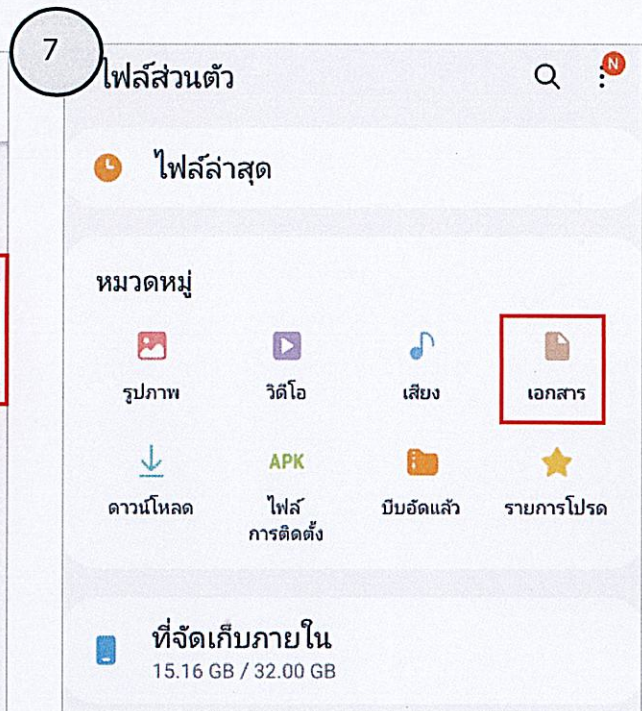 7
ไฟล์ส่วนตัว
N
ไฟล์ล่าสุด
หมวดหมู่
รูปภาพ วิดีโอ เสียง เอกสาร
APK
ดาวน์โหลด ไฟล์ บีบอัดแล้ว รายการโปรด
การติดตั้ง
ที่จัดเก็บภายใน
15.16 GB / 32.00 GB